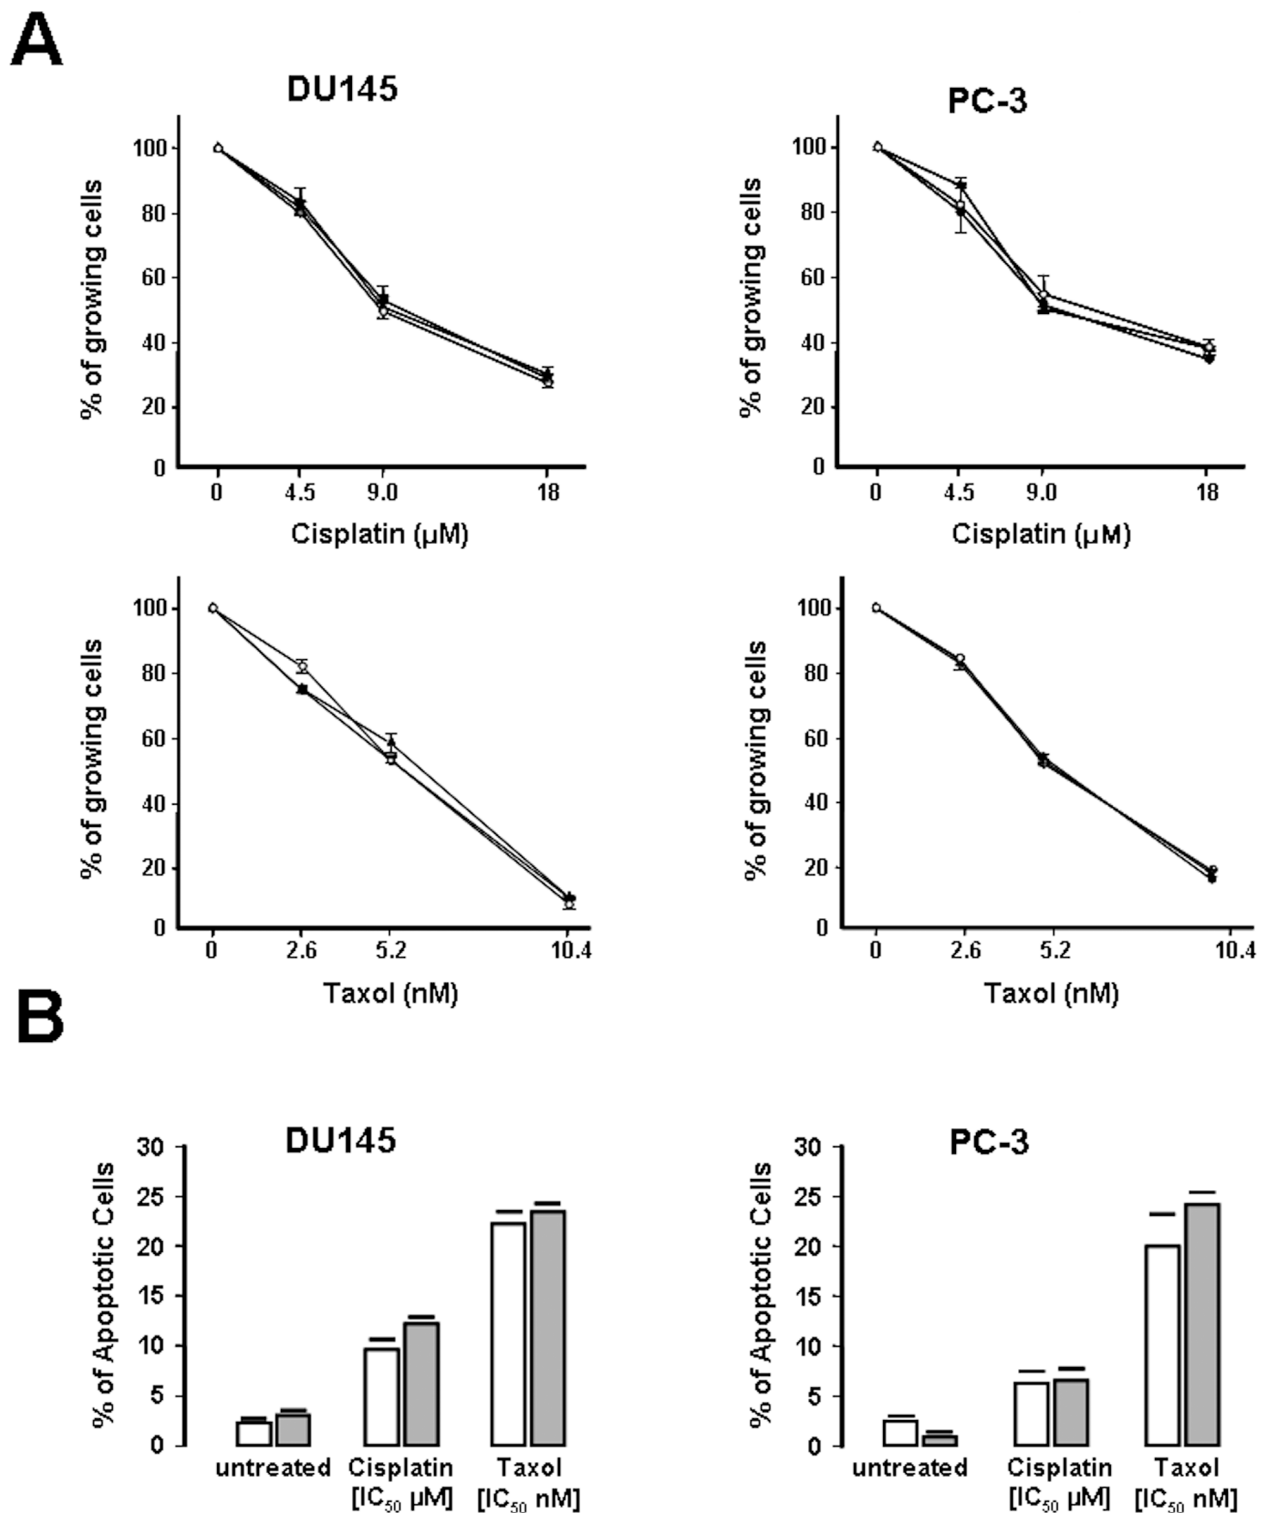 A
DU145
PC-3
% of growing cells
100
80
60
40
20
0
0 4.5 9.0 18
Cisplatin (µM)
% of growing cells
100
80
60
40
20
0
0 4.5 9.0 18
Cisplatin (µM)
% of growing cells
100
80
60
40
20
0
0 2.6 5.2 10.4
Taxol (nM)
% of growing cells
100
80
60
40
20
0
0 2.6 5.2 10.4
Taxol (nM)
B
DU145
% of Apoptotic Cells
30
25
20
15
10
5
0
untreated Cisplatin Taxol
[IC50 µM] [IC50 nM]
PC-3
% of Apoptotic Cells
30
25
20
15
10
5
0
untreated Cisplatin Taxol
[IC50 µM] [IC50 nM]